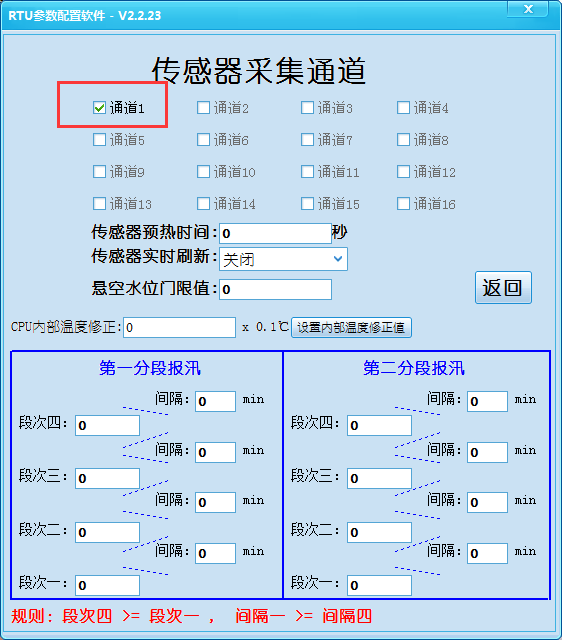 RTU参数配置软件 - V2.2.23
传感器采集通道
通道1 通道2 通道3 通道4
通道5 通道6 通道7 通道8
通道9 通道10 通道11 通道12
通道13 通道14 通道15 通道16
传感器预热时间:0秒
传感器实时刷新:关闭
悬空水位门限值:0
返回
CPU内部温度修正:0 x 0.1℃ 设置内部温度修正值
第一分段报汛 第二分段报汛
间隔:0 min 间隔:0 min
段次四:0 段次四:0
间隔:0 min 间隔:0 min
段次三:0 段次三:0
间隔:0 min 间隔:0 min
段次二:0 段次二:0
间隔:0 min 间隔:0 min
段次一:0 段次一:0
规则: 段次四 >= 段次一 , 间隔一 >= 间隔四